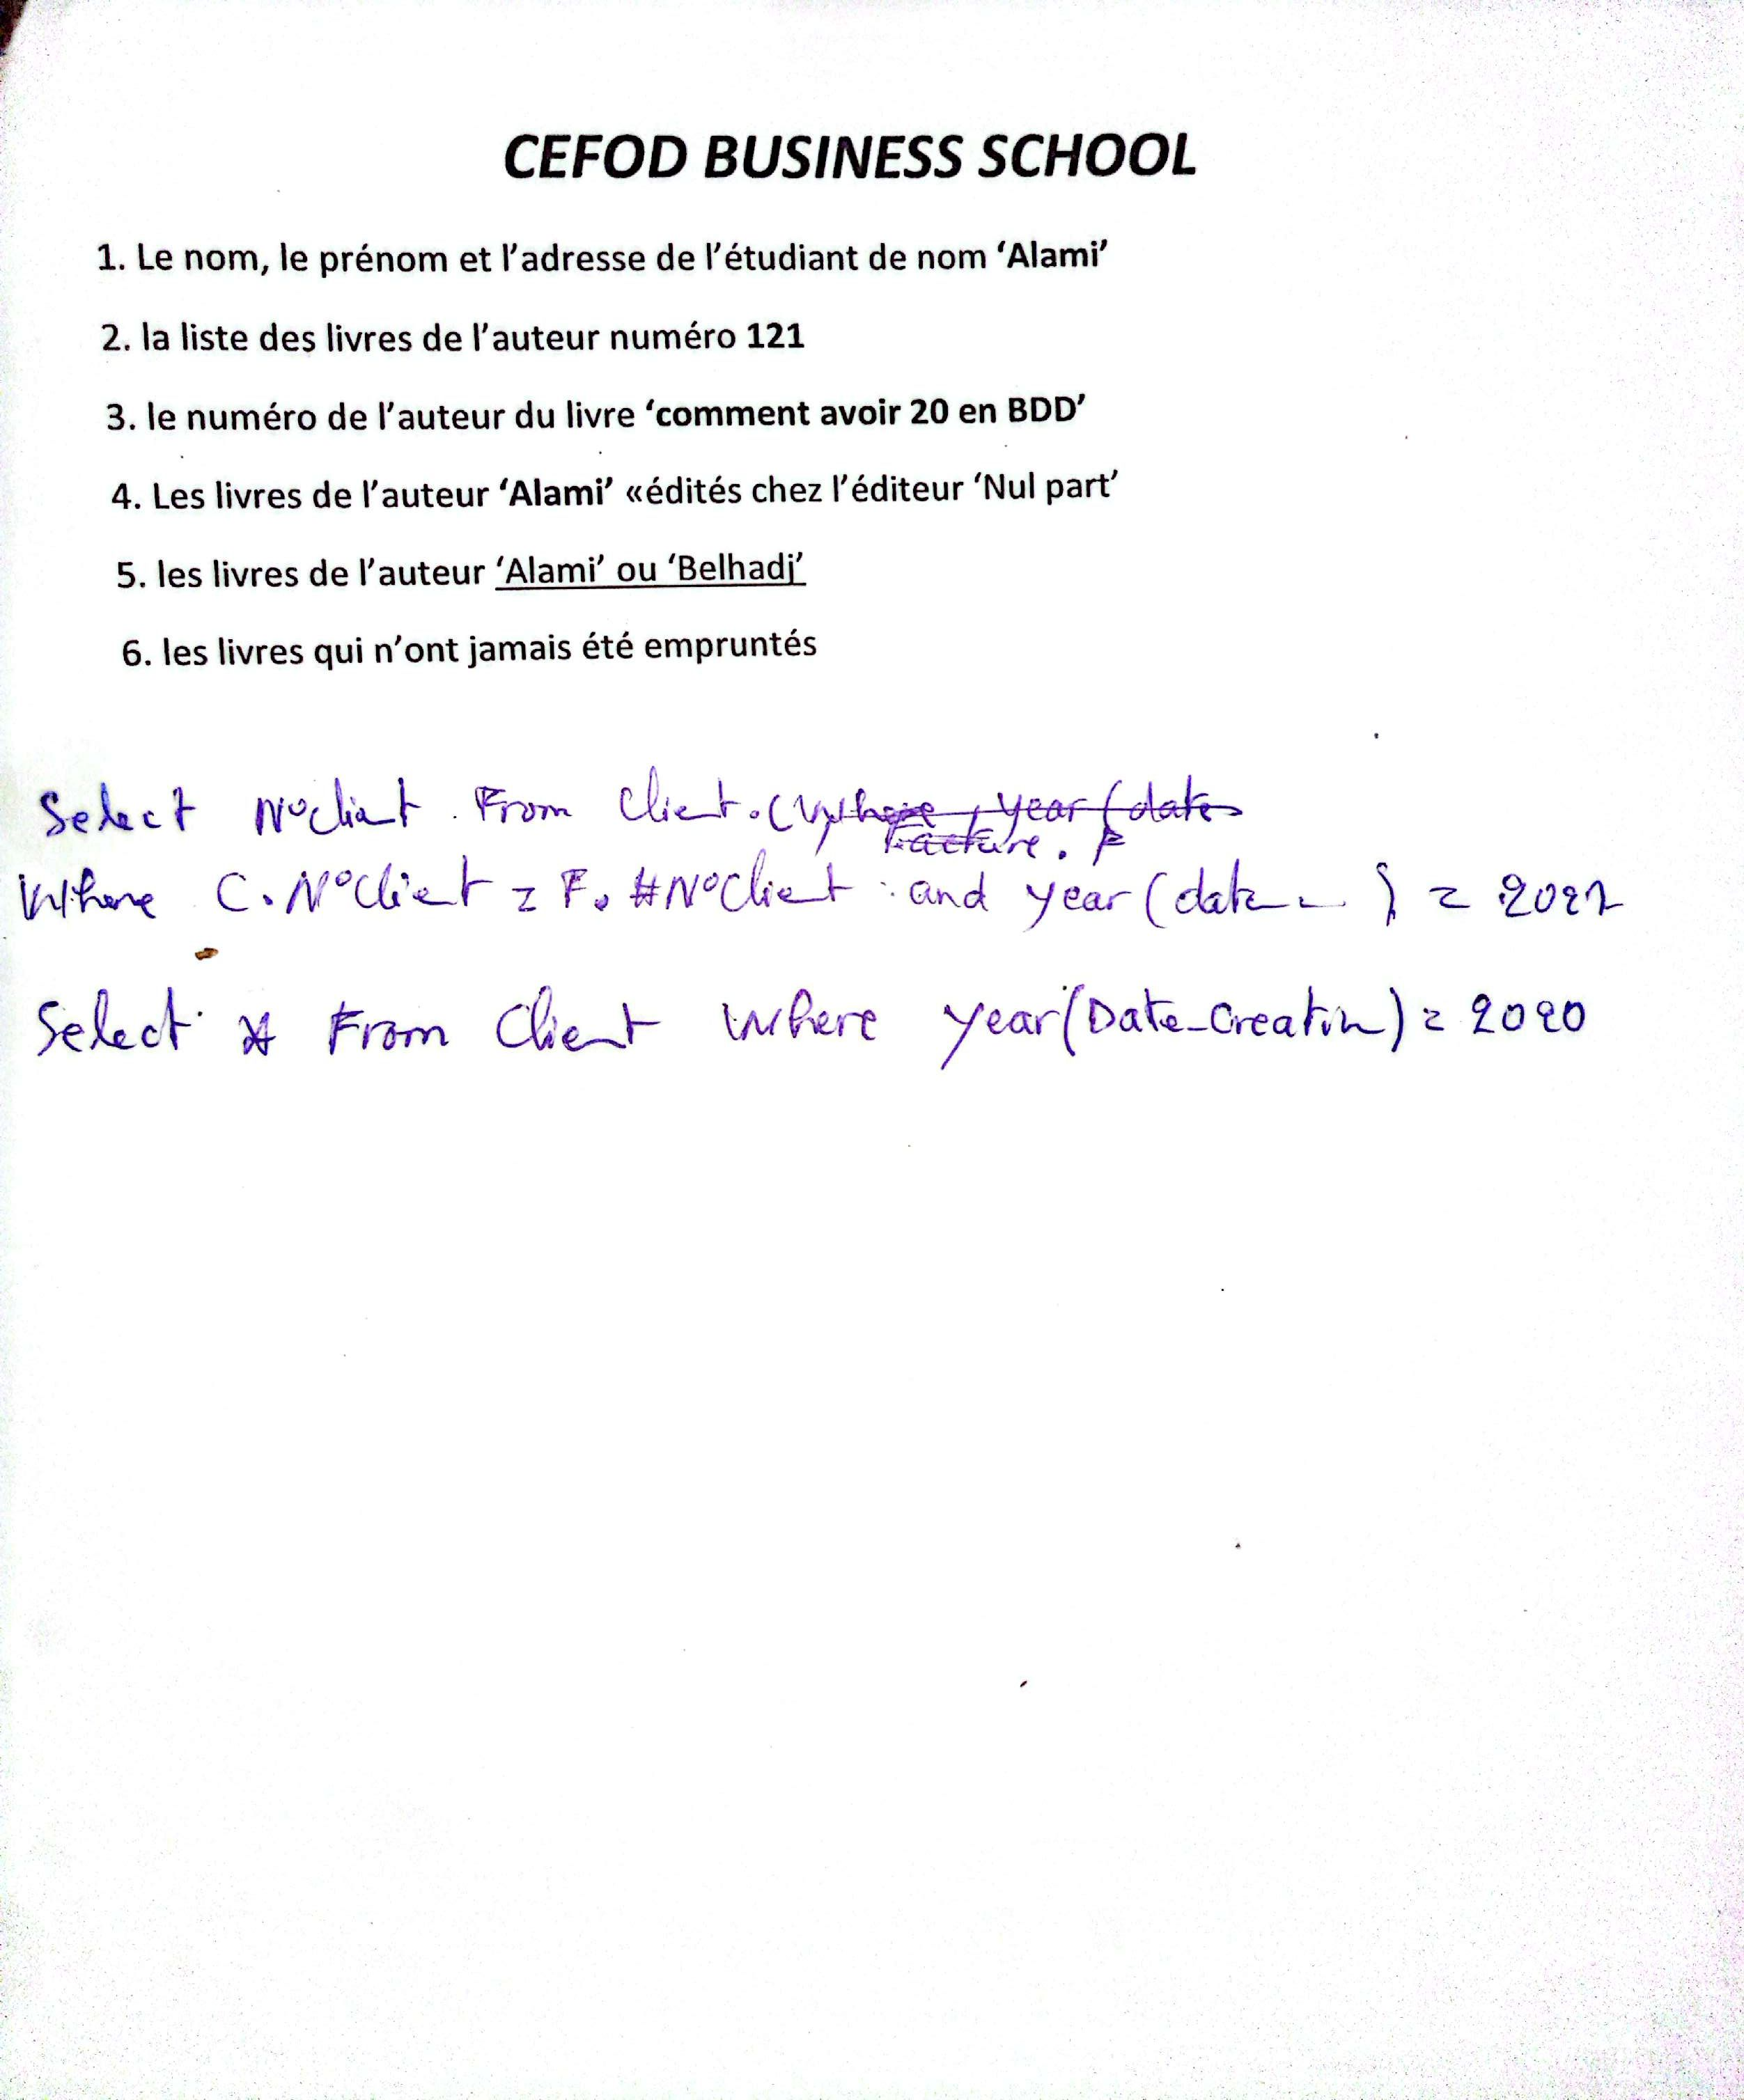 CEFOD BUSINESS SCHOOL
1. Le nom, le prénom et l'adresse de l'étudiant de nom ‘Alami’
2. la liste des livres de l'auteur numéro 121
3. le numéro de l'auteur du livre ‘comment avoir 20 en BDD’
4. Les livres de l'auteur ‘Alami’ «édités chez l'éditeur ‘Nul part’
5. les livres de l'auteur ‘Alami’ ou ‘Belhadj’
6. les livres qui n'ont jamais été empruntés
Select N°client From Client. year (date
Facture. F
Where C. N°Client = F. #N°Client and year (date ) = 2021
Select * From Client Where year(Date_Creation) = 2020